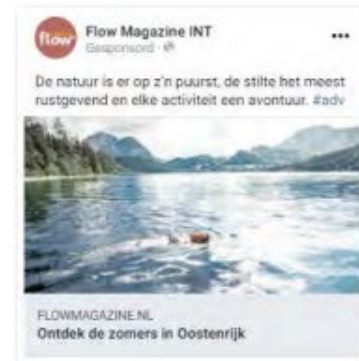 flow
Flow Magazine INT
Gesponsord ·
De natuur is er op z'n puurst, de stilte het meest
rustgevend en elke activiteit een avontuur. #adv
FLOWMAGAZINE.NL
Ontdek de zomers in Oostenrijk